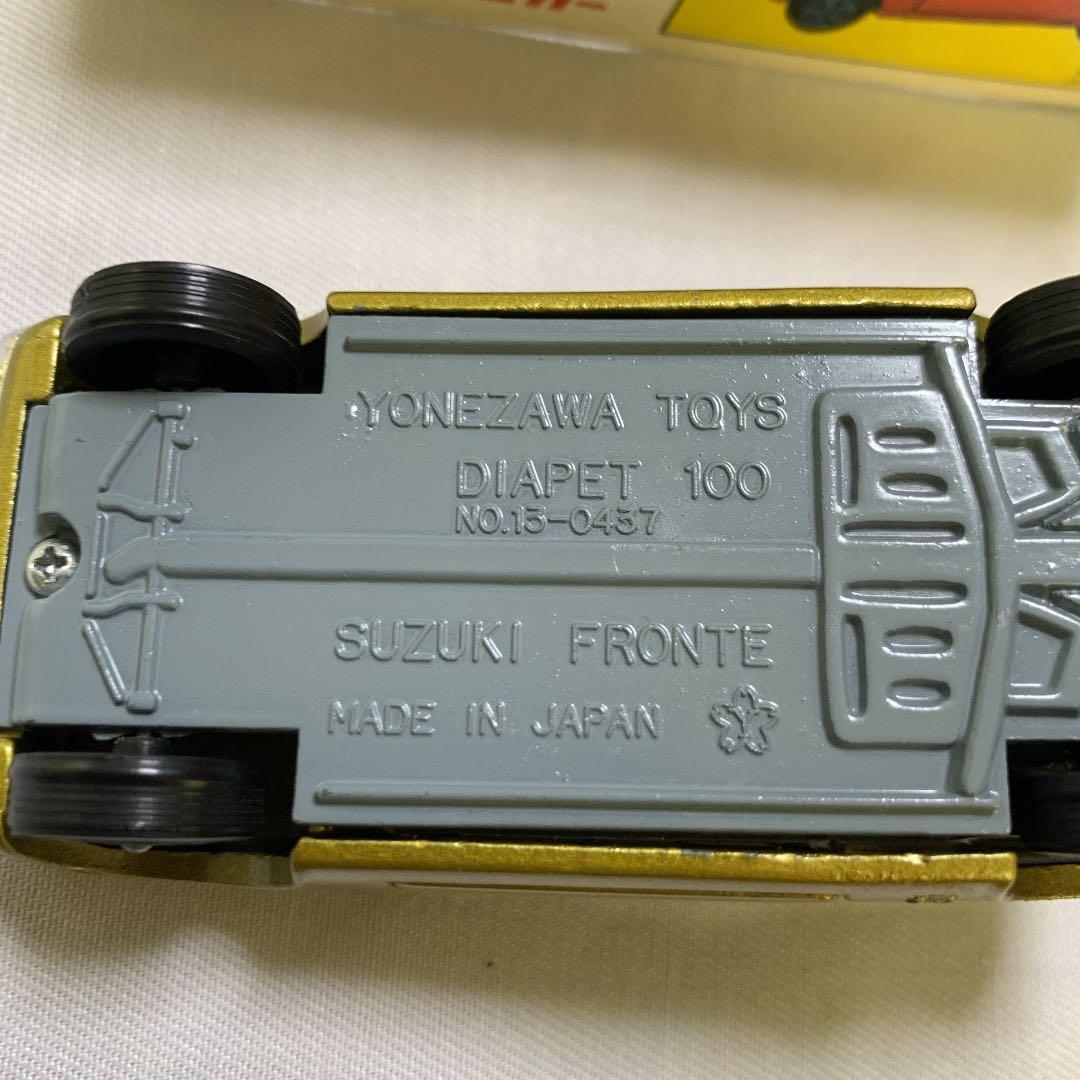 YONEZAWA TOYS
DIAPET 100
NO.15-0437
SUZUKI FRONTE
MADE IN JAPAN